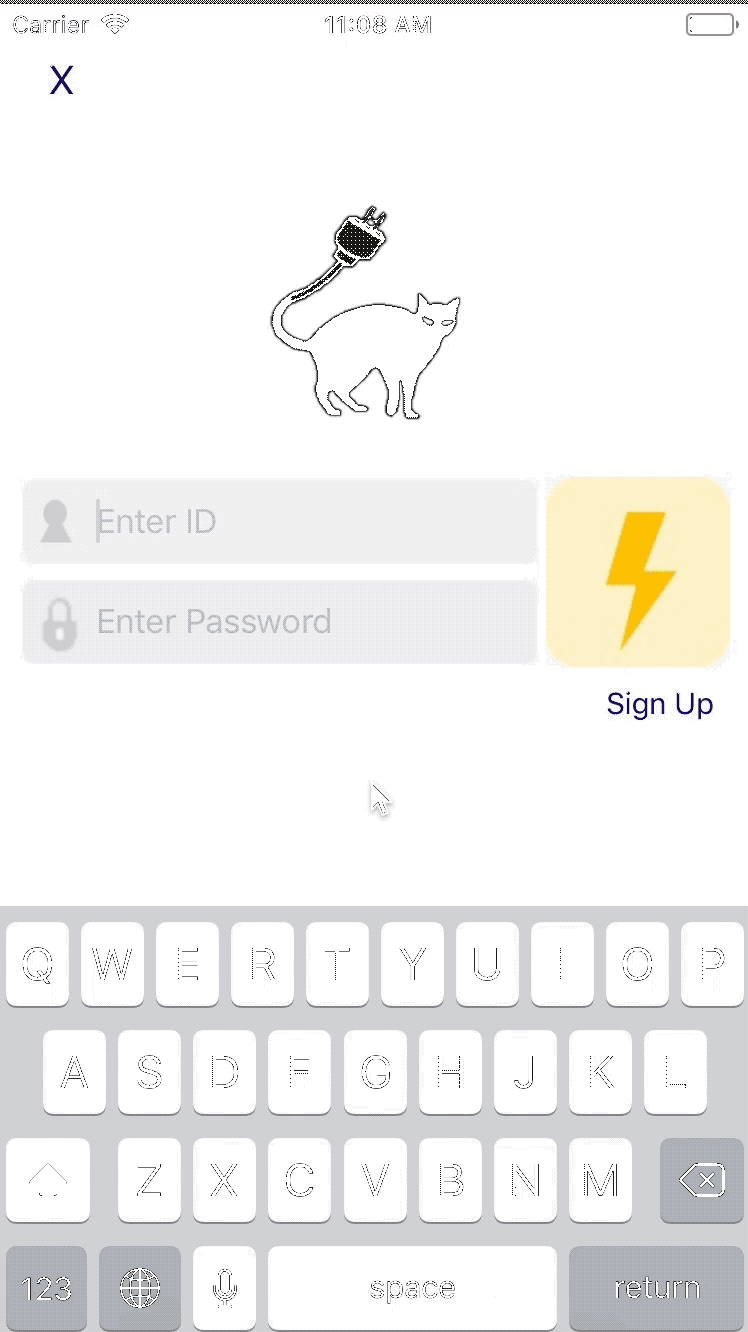 Carrier 11:08 AM
X
Enter ID
Enter Password
Sign Up
Q W E R T Y U I O P
A S D F G H J K L
Z X C V B N M
123 space return